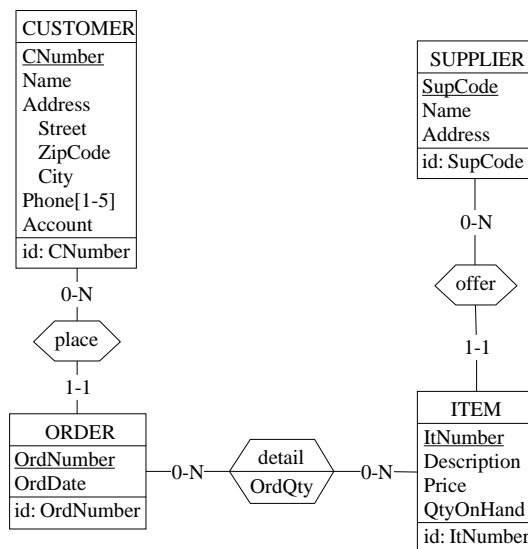 CUSTOMER
CNumber
Name
Address
Street
ZipCode
City
Phone[1-5]
Account
id: CNumber
0-N
place
1-1
ORDER
OrdNumber
OrdDate
id: OrdNumber
0-N
detail
OrdQty
0-N
SUPPLIER
SupCode
Name
Address
id: SupCode
0-N
offer
1-1
ITEM
ItNumber
Description
Price
QtyOnHand
id: ItNumber